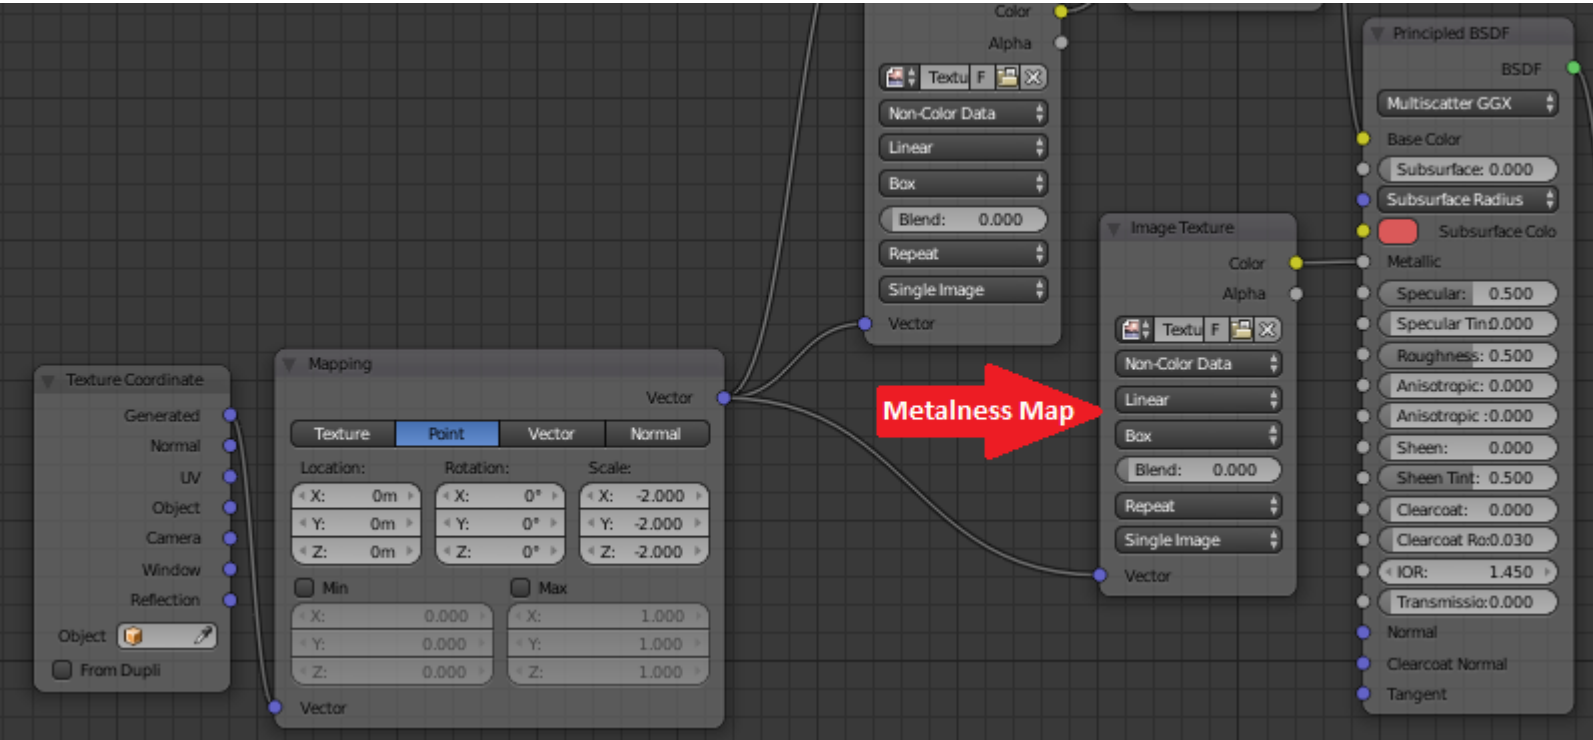 Color
Alpha
Textu F
Non-Color Data
Linear
Box
Blend: 0.000
Repeat
Single Image
Vector
Texture Coordinate
Generated
Normal
UV
Object
Camera
Window
Reflection
Object
From Dupli
Mapping
Vector
Texture Point Vector Normal
Location: Rotation: Scale:
X: 0m X: 0° X: -2.000
Y: 0m Y: 0° Y: -2.000
Z: 0m Z: 0° Z: -2.000
Min Max
X: 0.000 X: 1.000
Y: 0.000 Y: 1.000
Z: 0.000 Z: 1.000
Vector
Metalness Map
Image Texture
Color
Alpha
Textu F
Non-Color Data
Linear
Box
Blend: 0.000
Repeat
Single Image
Vector
Principled BSDF
BSDF
Multiscatter GGX
Base Color
Subsurface: 0.000
Subsurface Radius
Subsurface Colo
Metallic
Specular: 0.500
Specular Tin:0.000
Roughness: 0.500
Anisotropic: 0.000
Anisotropic :0.000
Sheen: 0.000
Sheen Tint: 0.500
Clearcoat: 0.000
Clearcoat Ro:0.030
IOR: 1.450
Transmissio:0.000
Normal
Clearcoat Normal
Tangent